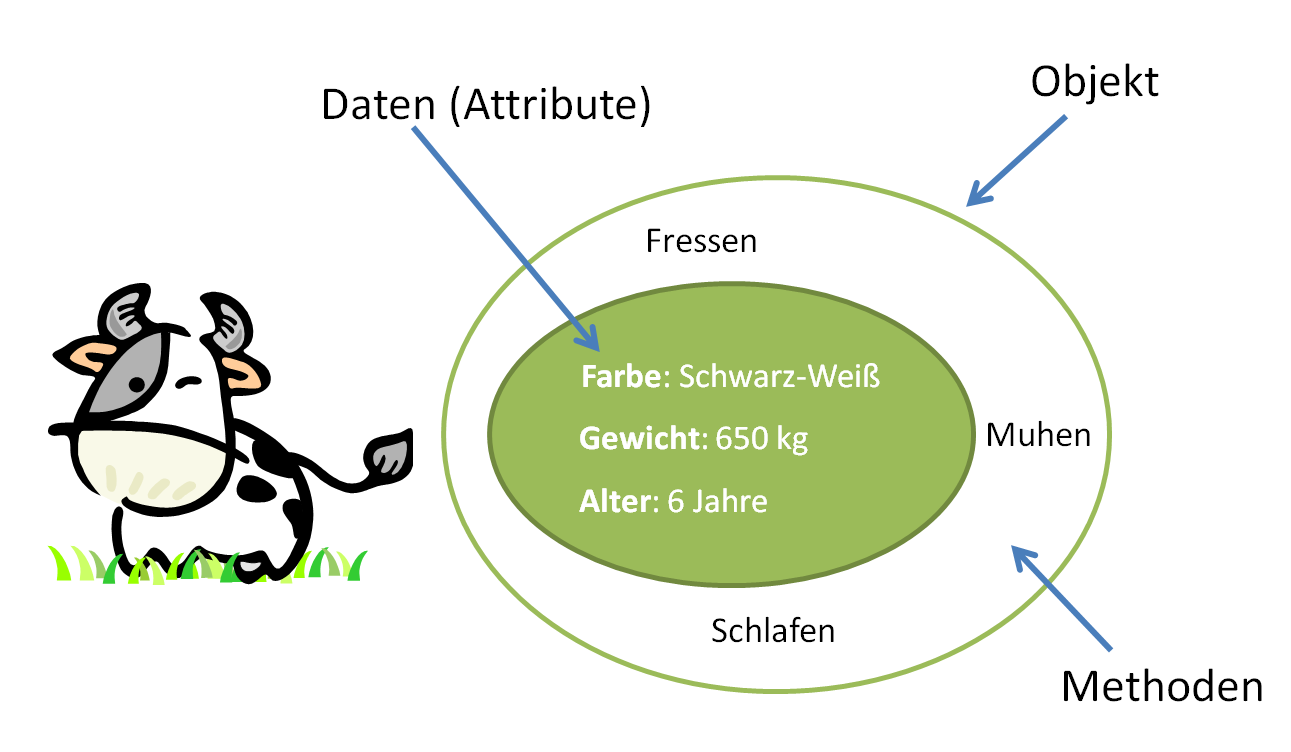 Objekt
Daten (Attribute)
Fressen
Farbe: Schwarz-Weiß
Gewicht: 650 kg
Muhen
Alter: 6 Jahre
Schlafen
Methoden